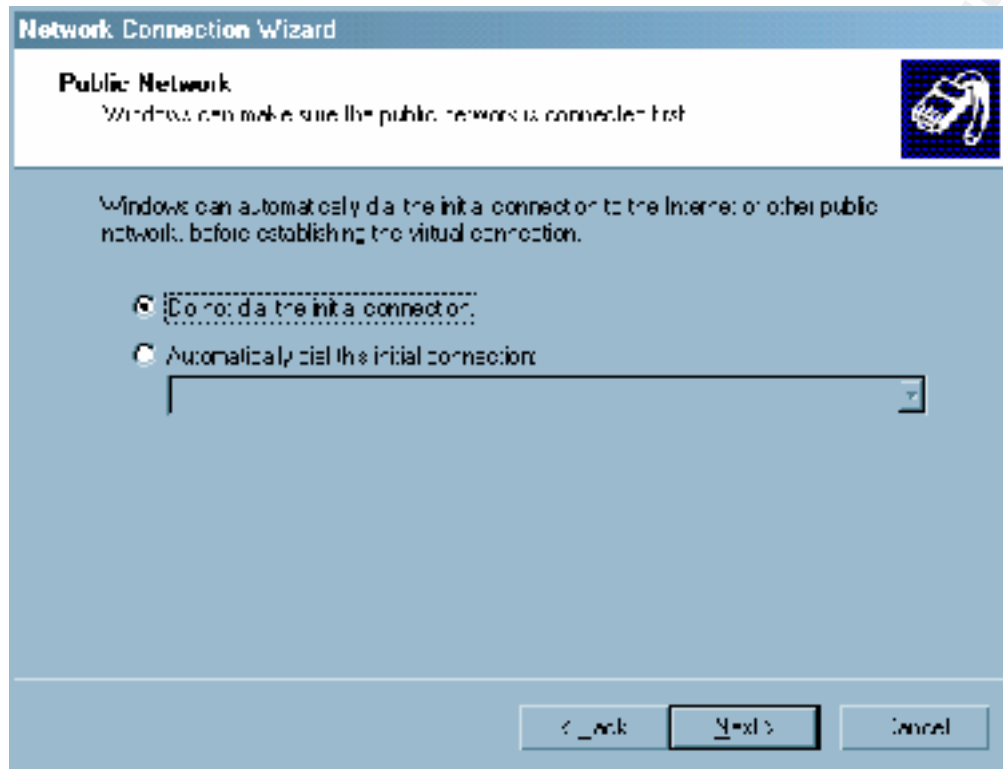 Network Connection Wizard
Public Network
Windows can make sure the public network is connected first.
Windows can automatically dial the initial connection to the Internet or other public
network, before establishing the virtual connection.
Do not dial the initial connection.
Automatically dial this initial connection:
< Back
Next >
Cancel